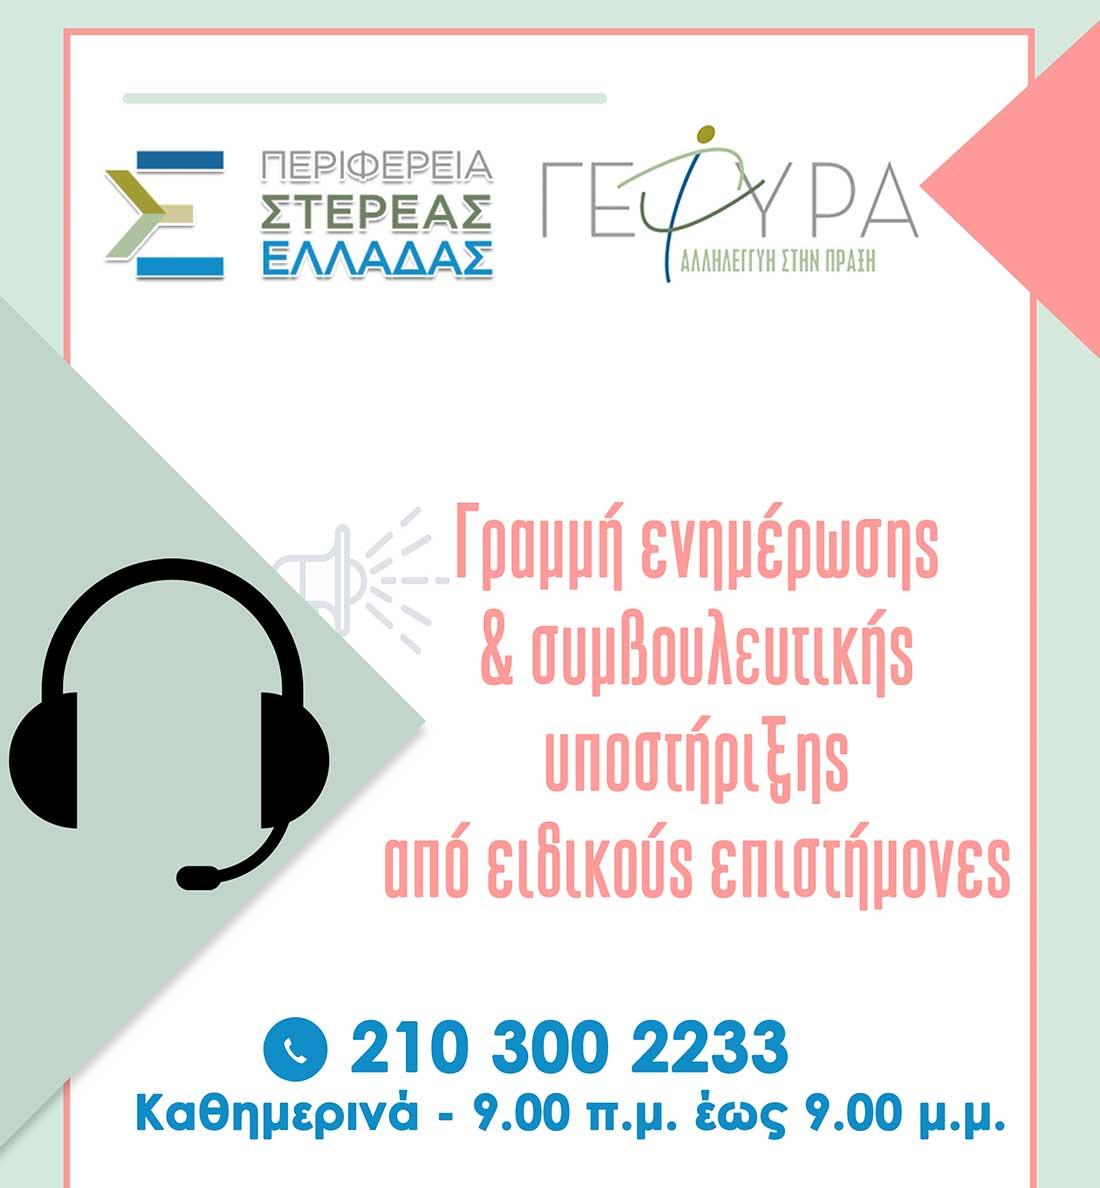 ΠΕΡΙΦΕΡΕΙΑ
ΣΤΕΡΕΑΣ
ΕΛΛΑΔΑΣ
ΓΕΦΥΡΑ
ΑΛΛΗΛΕΓΓΥΗ ΣΤΗΝ ΠΡΑΞΗ
Γραμμή ενημέρωσης
& συμβουλευτικής
υποστήριξης
από ειδικούς επιστήμονες
210 300 2233
Καθημερινά - 9.00 π.μ. έως 9.00 μ.μ.